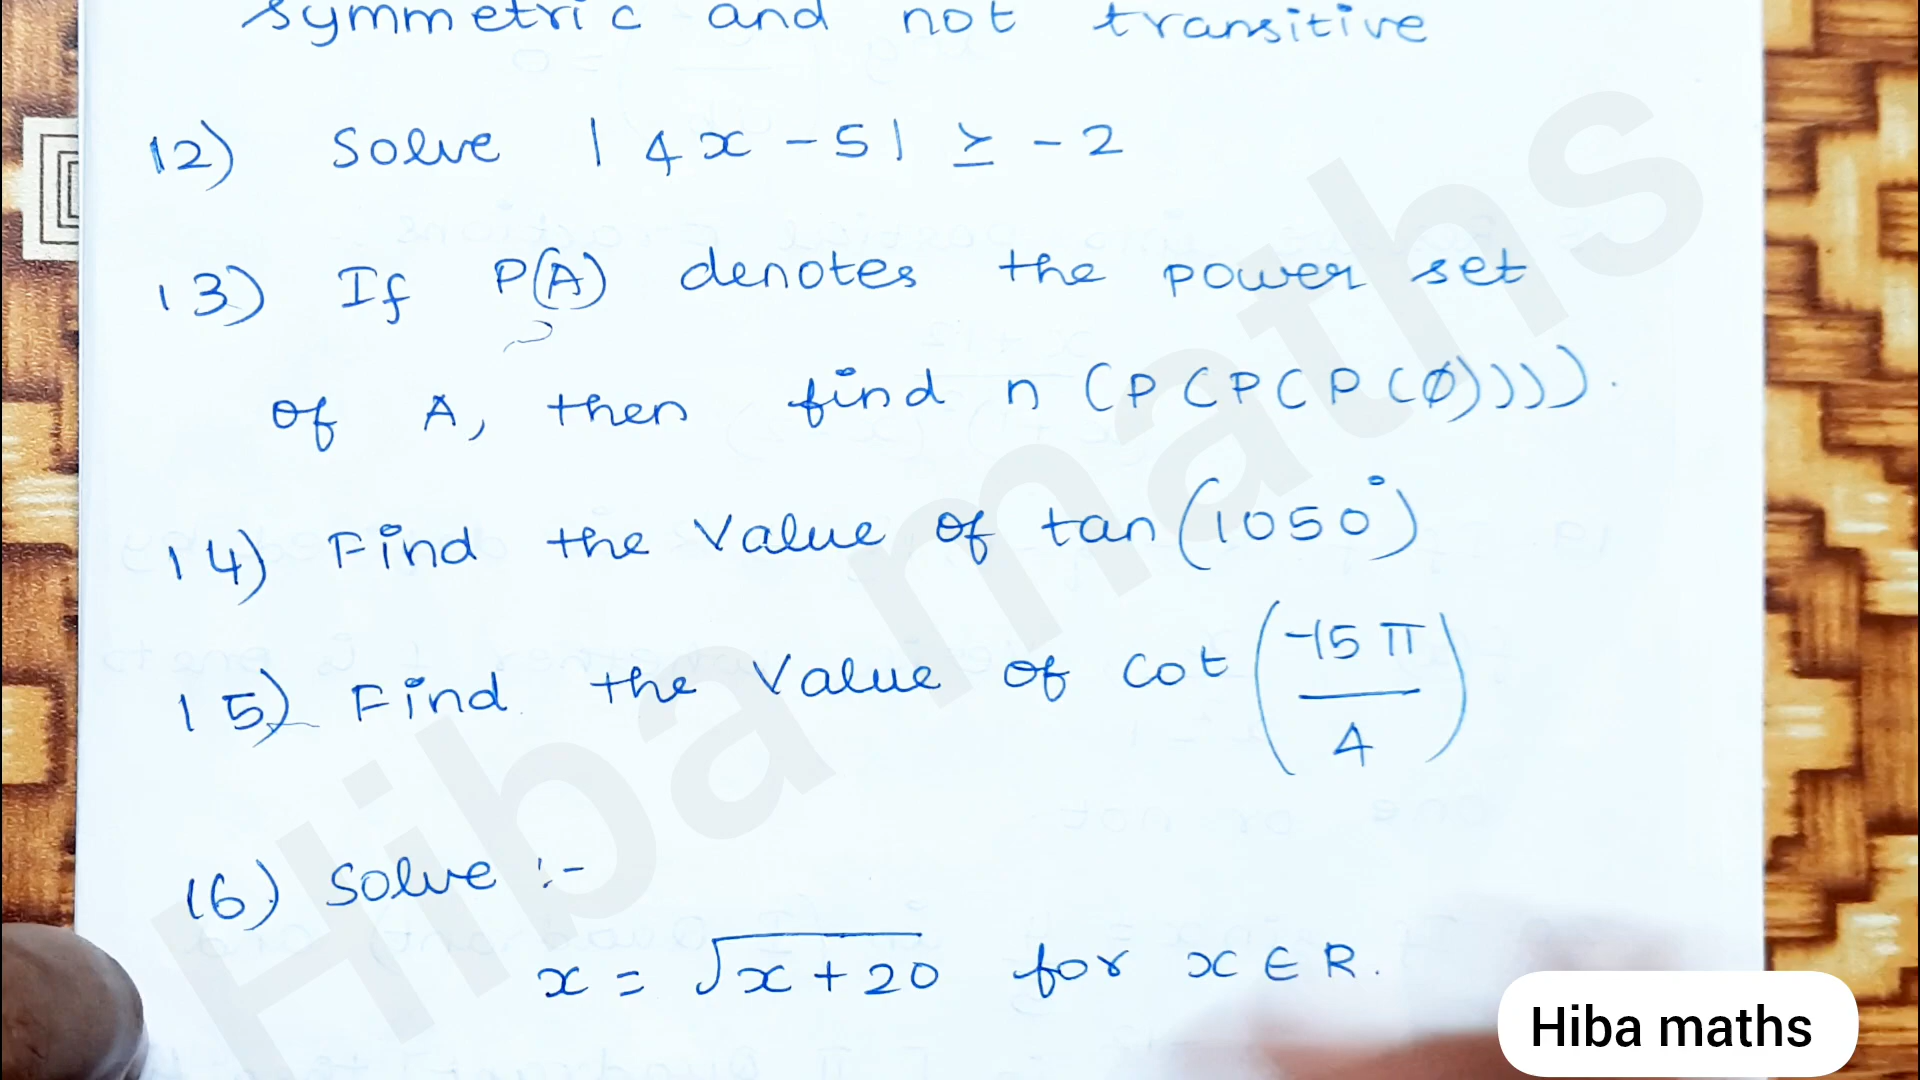 symmetric and not transitive
12) Solve |4x - 5| ≥ -2
13) If P(A) denotes the power set
of A, then find n(P(P(P(∅)))).
14) Find the Value of tan(1050°)
15) Find the Value of cot(-15π/4)
16) Solve :-
x = √x+20 for x ∈ R.
Hiba maths
Hiba maths